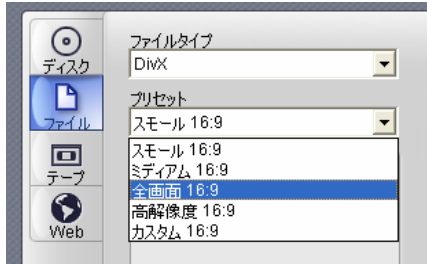 ディスク
ファイル
テープ
Web
ファイルタイプ
DivX
プリセット
スモール 16:9
スモール 16:9
ミディアム 16:9
全画面 16:9
高解像度 16:9
カスタム 16:9